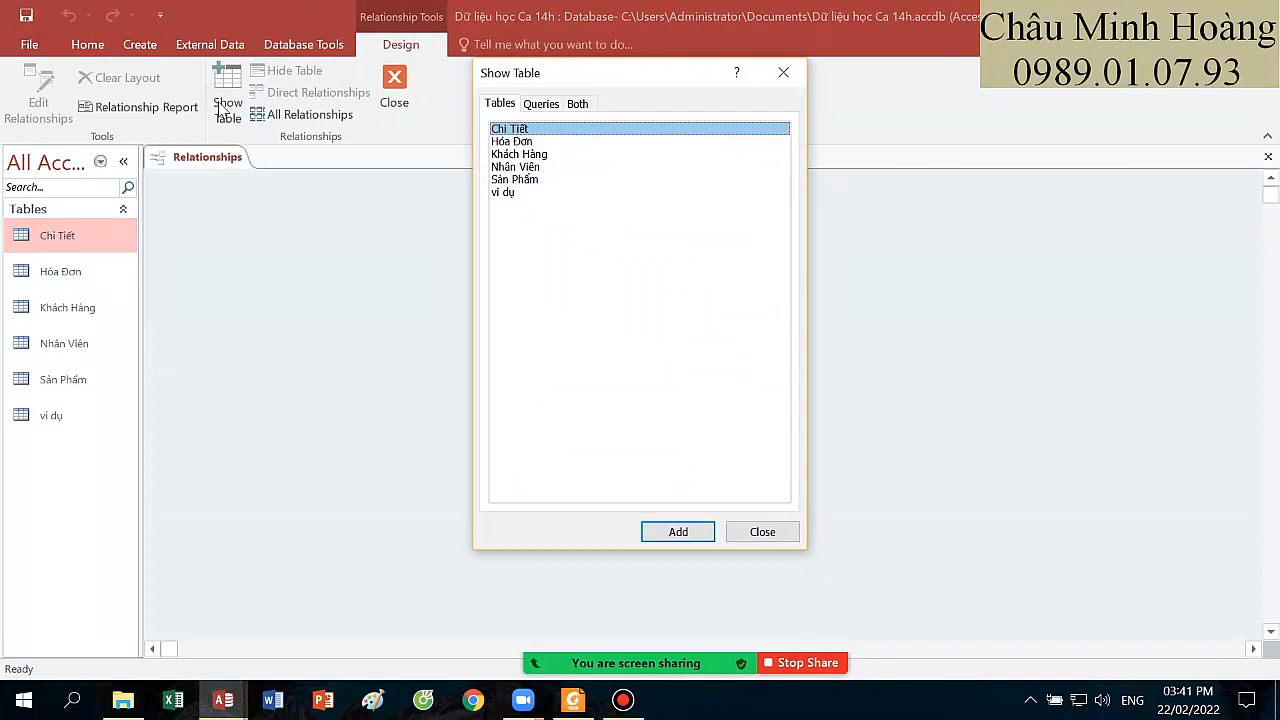 Relationship Tools
Dữ liệu học Ca 14h : Database- C:\Users\Administrator\Documents\Dữ liệu học Ca 14h.accdb (Acces
Châu Minh Hoàng
0989.01.07.93
File
Home
Create
External Data
Database Tools
Design
Tell me what you want to do...
Edit
Relationships
Clear Layout
Relationship Report
Tools
Show
Table
Hide Table
Direct Relationships
All Relationships
Relationships
Close
Show Table
?
Tables
Queries
Both
Chi Tiết
Hóa Đơn
Khách Hàng
Nhân Viên
Sản Phẩm
ví dụ
Add
Close
All Acc...
Search...
Tables
Chi Tiết
Hóa Đơn
Khách Hàng
Nhân Viên
Sản Phẩm
ví dụ
Relationships
Ready
You are screen sharing
Stop Share
ENG
03:41 PM
22/02/2022